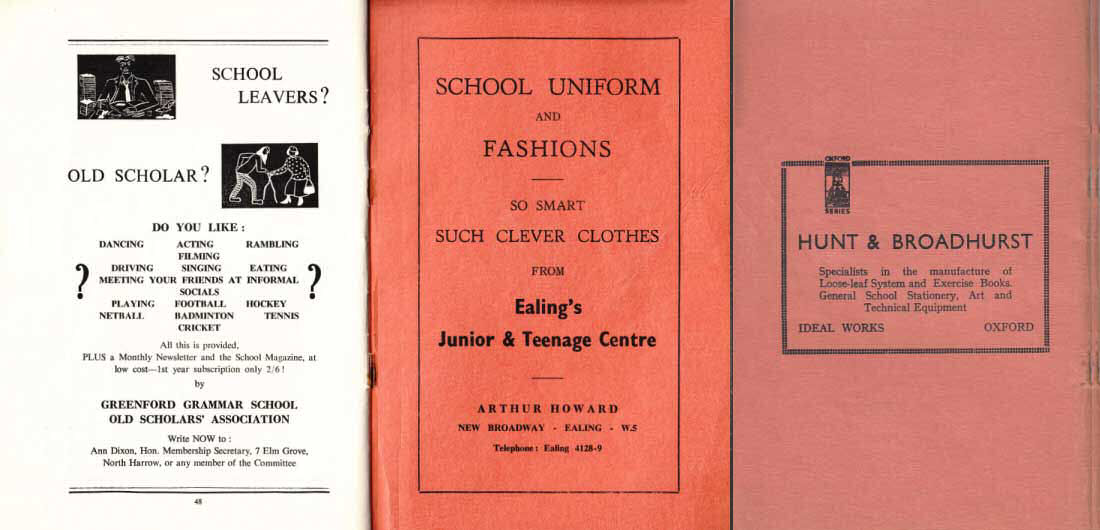 SCHOOL
LEAVERS?
OLD SCHOLAR?
DO YOU LIKE :
DANCING ACTING RAMBLING
FILMING
DRIVING SINGING EATING
? MEETING YOUR FRIENDS AT INFORMAL ?
SOCIALS
PLAYING FOOTBALL HOCKEY
NETBALL BADMINTON TENNIS
CRICKET
All this is provided,
PLUS a Monthly Newsletter and the School Magazine, at
low cost—1st year subscription only 2/6!
by
GREENFORD GRAMMAR SCHOOL
OLD SCHOLARS' ASSOCIATION
Write NOW to :
Ann Dixon, Hon. Membership Secretary, 7 Elm Grove,
North Harrow, or any member of the Committee
48
SCHOOL UNIFORM
AND
FASHIONS
SO SMART
SUCH CLEVER CLOTHES
FROM
Ealing's
Junior & Teenage Centre
ARTHUR HOWARD
NEW BROADWAY - EALING - W.5
Telephone: Ealing 4128-9
OXFORD
SERIES
HUNT & BROADHURST
Specialists in the manufacture of
Loose-leaf System and Exercise Books.
General School Stationery, Art and
Technical Equipment
IDEAL WORKS OXFORD